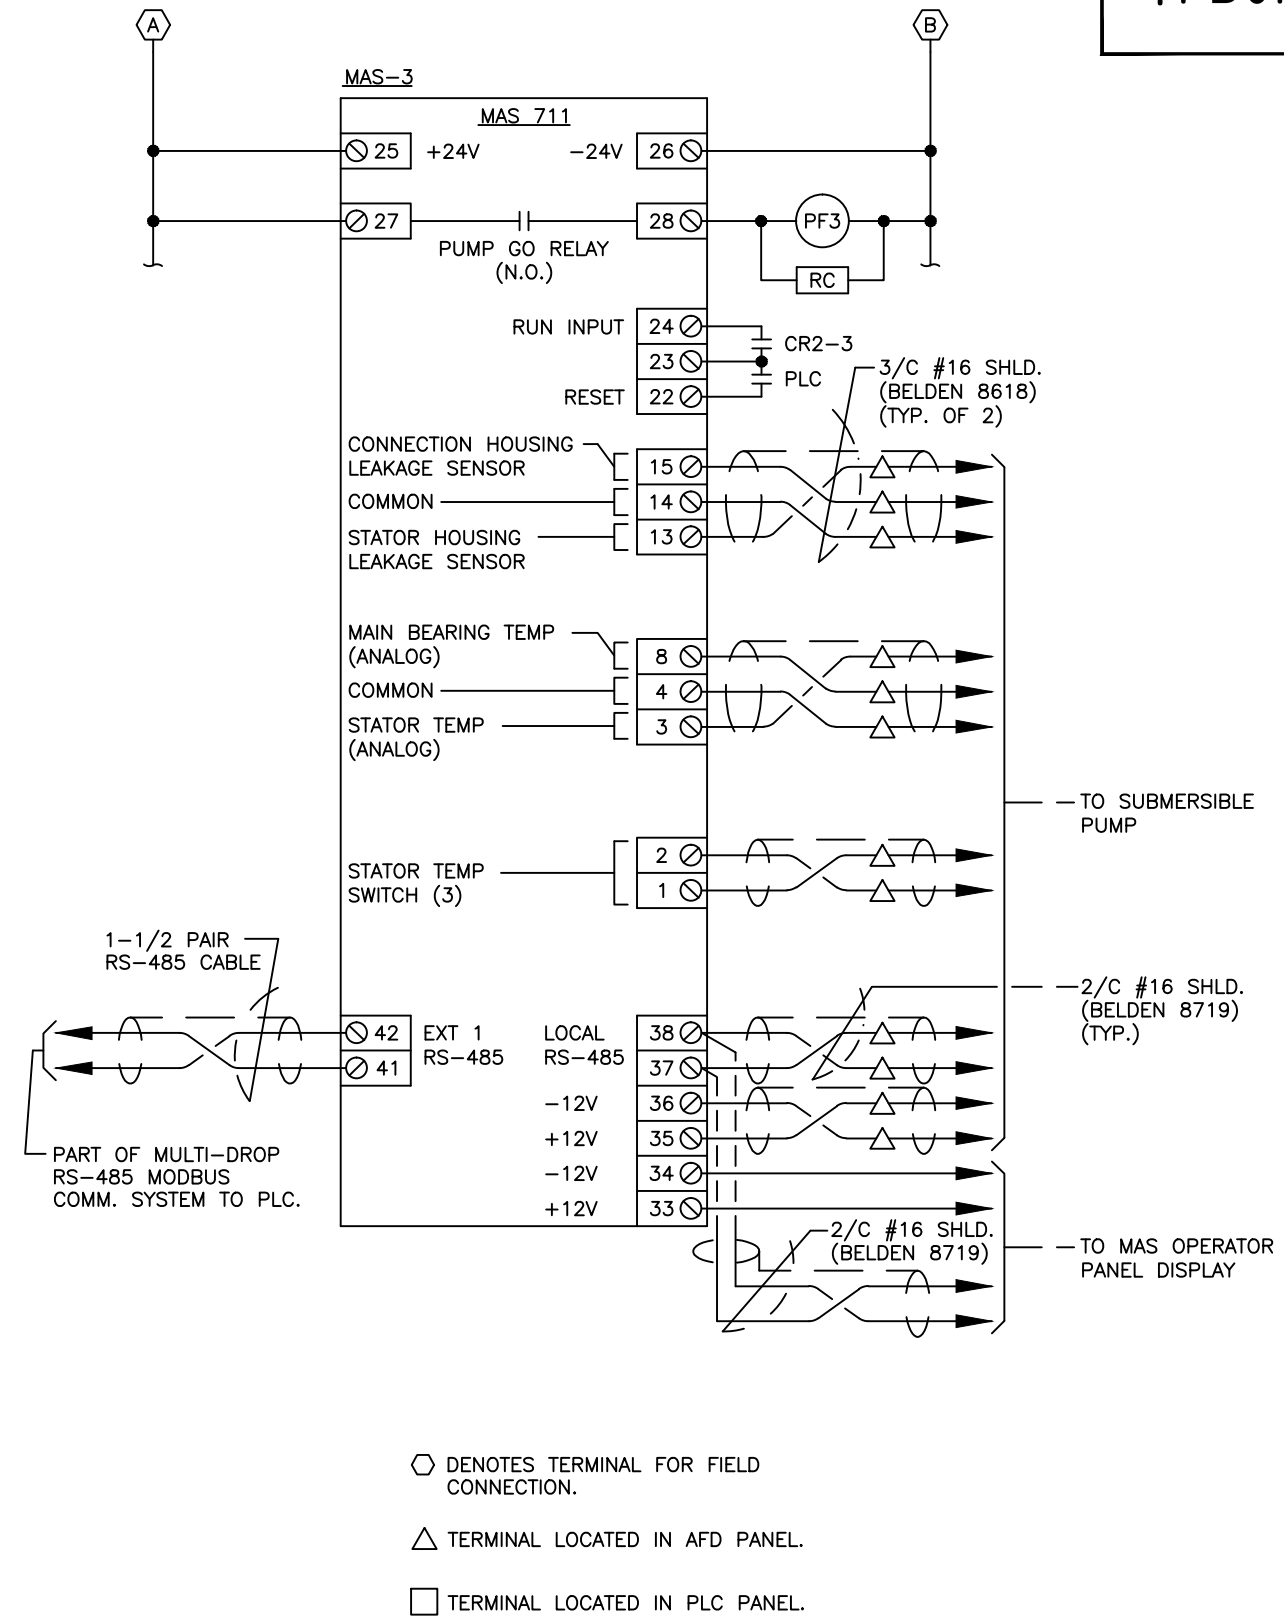 A
B
MAS-3
MAS 711
25 +24V -24V 26
27 28 PF3
PUMP GO RELAY
(N.O.)
RC
RUN INPUT 24
CR2-3
23
PLC
RESET 22
3/C #16 SHLD.
(BELDEN 8618)
(TYP. OF 2)
CONNECTION HOUSING
LEAKAGE SENSOR
15
COMMON 14
STATOR HOUSING
LEAKAGE SENSOR
13
MAIN BEARING TEMP
(ANALOG)
8
COMMON 4
STATOR TEMP
(ANALOG)
3
TO SUBMERSIBLE
PUMP
2
STATOR TEMP
SWITCH (3)
1
1-1/2 PAIR
RS-485 CABLE
2/C #16 SHLD.
(BELDEN 8719)
(TYP.)
42 EXT 1
RS-485
41
LOCAL
RS-485
38
37
-12V 36
+12V 35
-12V 34
+12V 33
PART OF MULTI-DROP
RS-485 MODBUS
COMM. SYSTEM TO PLC.
2/C #16 SHLD.
(BELDEN 8719)
TO MAS OPERATOR
PANEL DISPLAY
DENOTES TERMINAL FOR FIELD
CONNECTION.
TERMINAL LOCATED IN AFD PANEL.
TERMINAL LOCATED IN PLC PANEL.